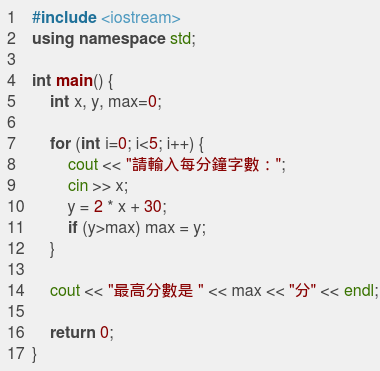 1 #include <iostream>
2 using namespace std;
3
4 int main() {
5 int x, y, max=0;
6
7 for (int i=0; i<5; i++) {
8 cout << "請輸入每分鐘字數：";
9 cin >> x;
10 y = 2 * x + 30;
11 if (y>max) max = y;
12 }
13
14 cout << "最高分數是 " << max << "分" << endl;
15
16 return 0;
17 }